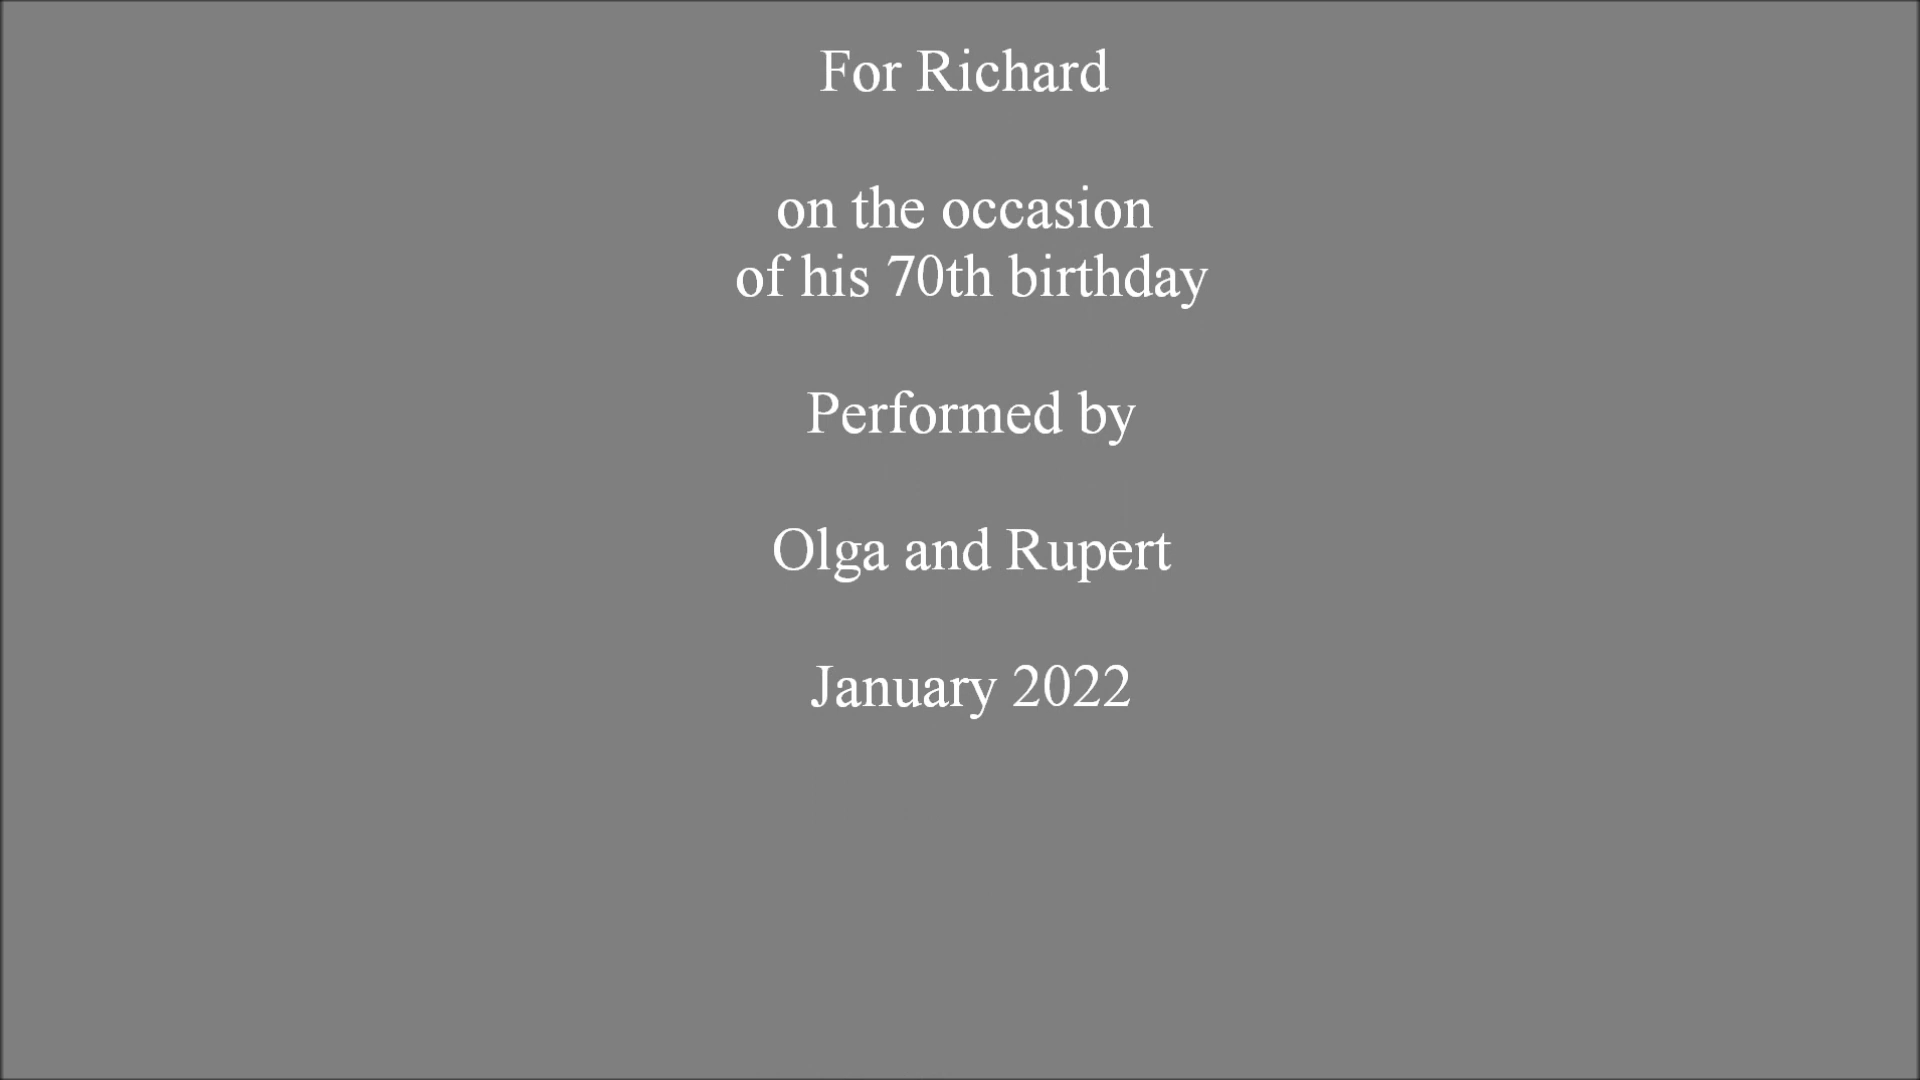 For Richard
on the occasion
of his 70th birthday
Performed by
Olga and Rupert
January 2022